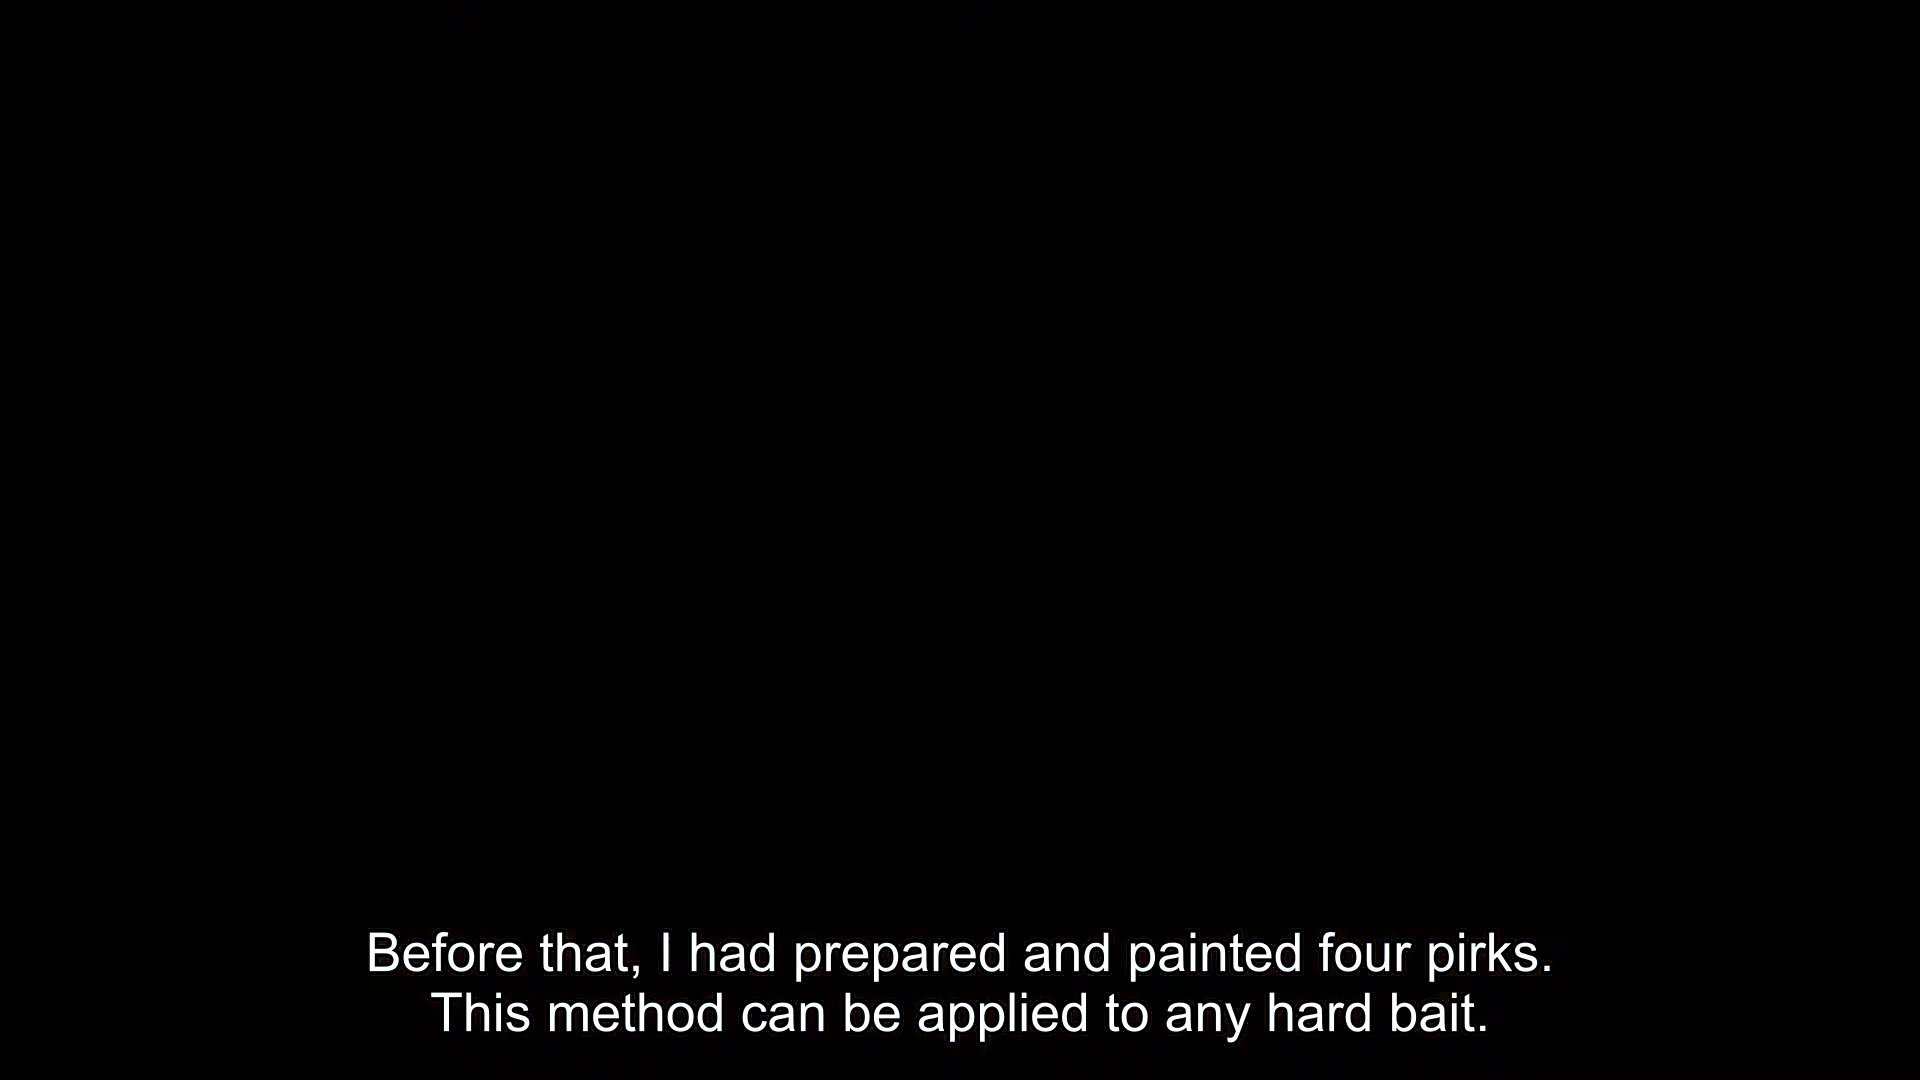 Before that, I had prepared and painted four pirks.
This method can be applied to any hard bait.